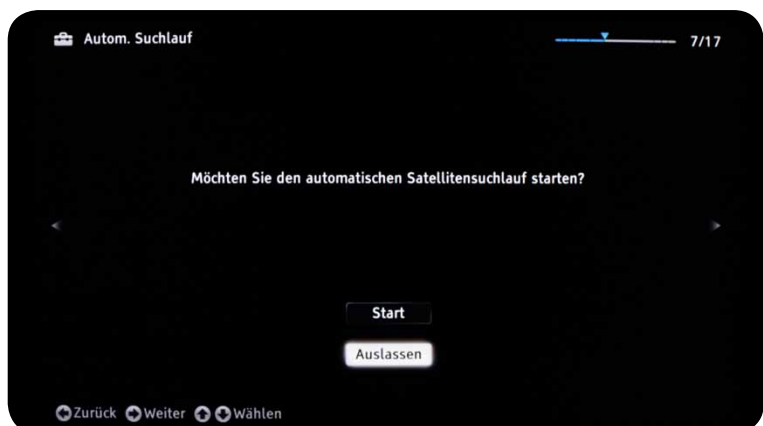 Autom. Suchlauf 7/17
Möchten Sie den automatischen Satellitensuchlauf starten?
Start
Auslassen
Zurück Weiter Wählen